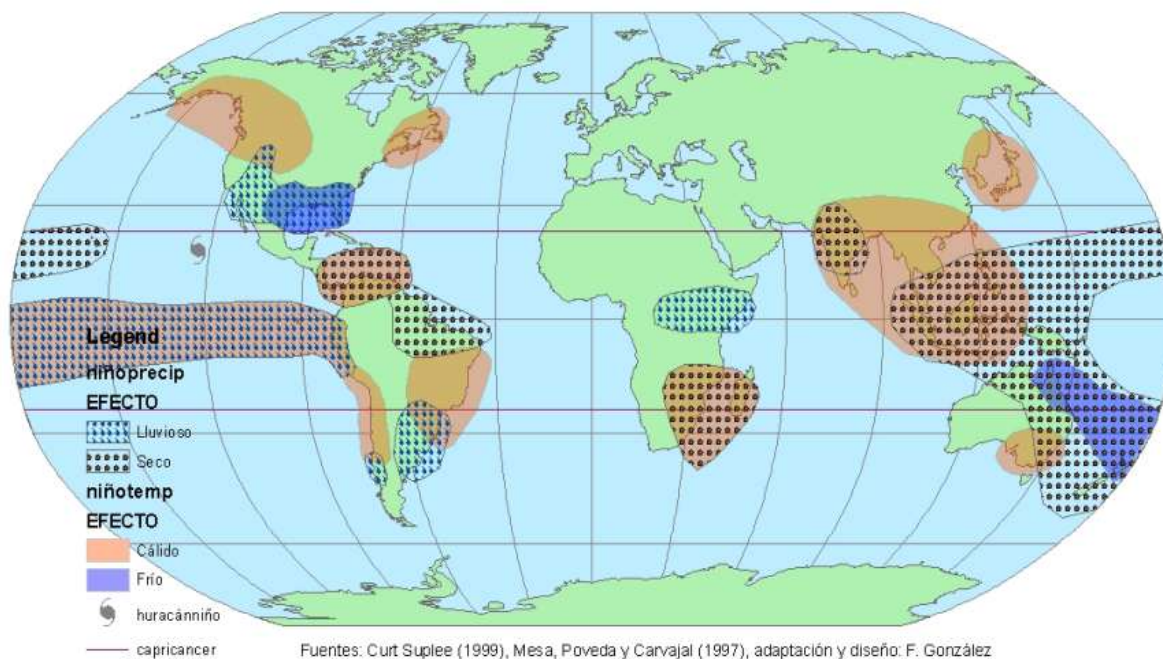 Legend
niñoprecip
EFECTO
Lluvioso
Seco
niñotemp
EFECTO
Cálido
Frío
huracánniño
capricancer
Fuentes: Curt Suplee (1999), Mesa, Poveda y Carvajal (1997), adaptación y diseño: F. González